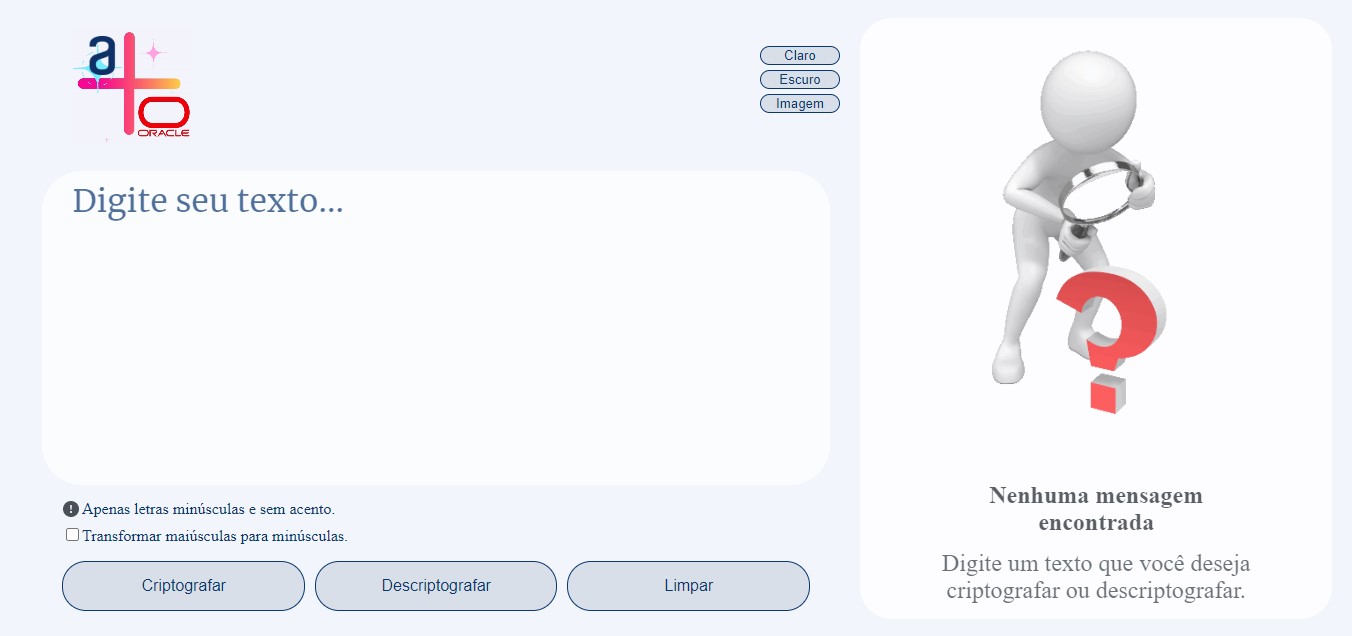 a
ORACLE
Claro
Escuro
Imagem
Digite seu texto...
Apenas letras minúsculas e sem acento.
Transformar maiúsculas para minúsculas.
Criptografar
Descriptografar
Limpar
Nenhuma mensagem
encontrada
Digite um texto que você deseja
criptografar ou descriptografar.